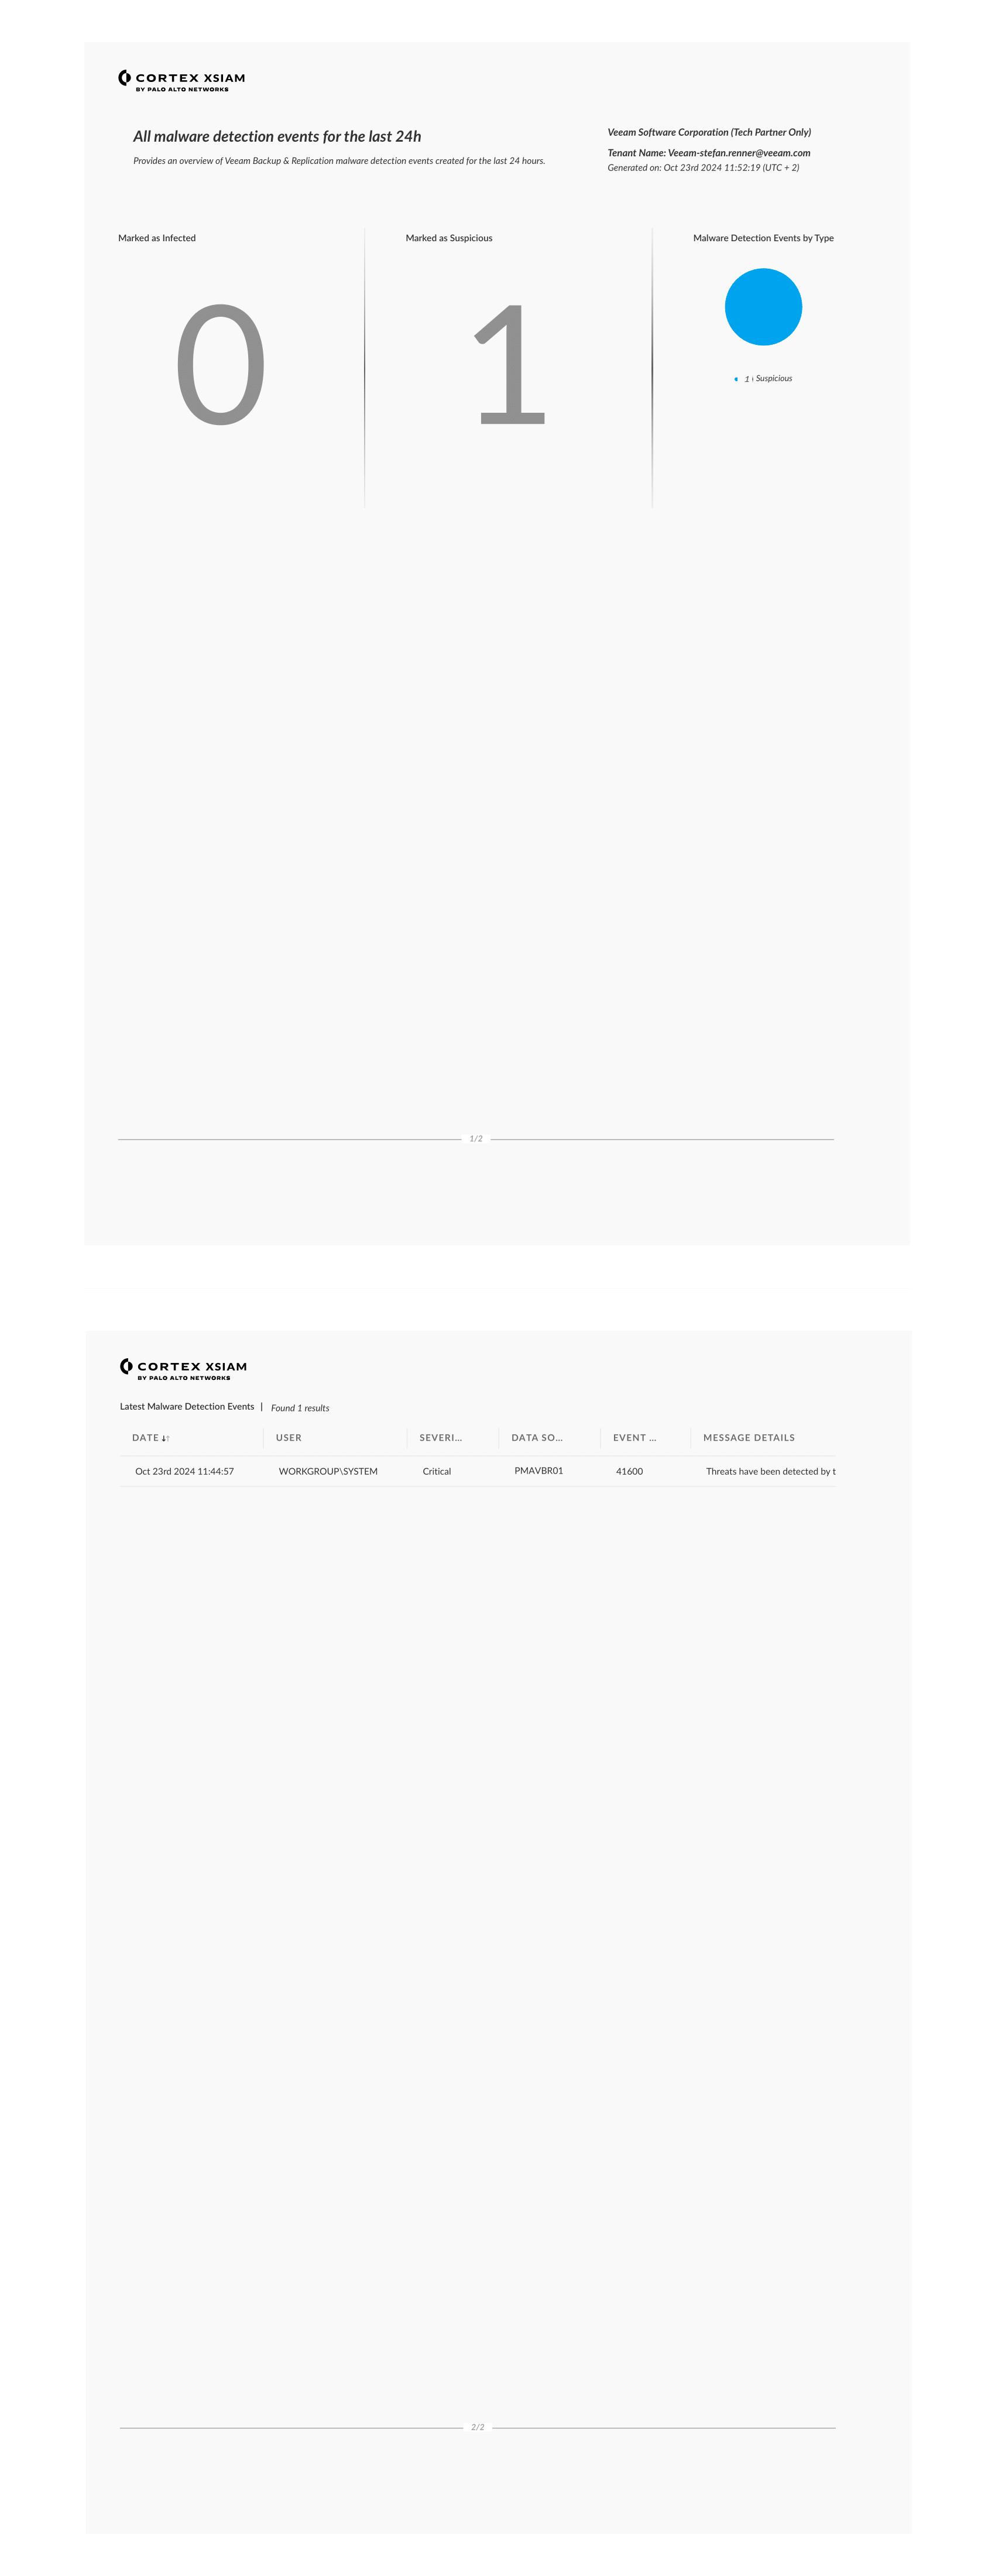 CORTEX XSIAM
BY PALO ALTO NETWORKS
All malware detection events for the last 24h
Provides an overview of Veeam Backup & Replication malware detection events created for the last 24 hours.
Veeam Software Corporation (Tech Partner Only)
Tenant Name: Veeam-stefan.renner@veeam.com
Generated on: Oct 23rd 2024 11:52:19 (UTC + 2)
Marked as Infected
0
Marked as Suspicious
1
Malware Detection Events by Type
1 Suspicious
1/2
CORTEX XSIAM
BY PALO ALTO NETWORKS
Latest Malware Detection Events | Found 1 results
DATE USER SEVERI... DATA SO... EVENT ... MESSAGE DETAILS
Oct 23rd 2024 11:44:57 WORKGROUP\SYSTEM Critical PMAVBR01 41600 Threats have been detected by t
2/2